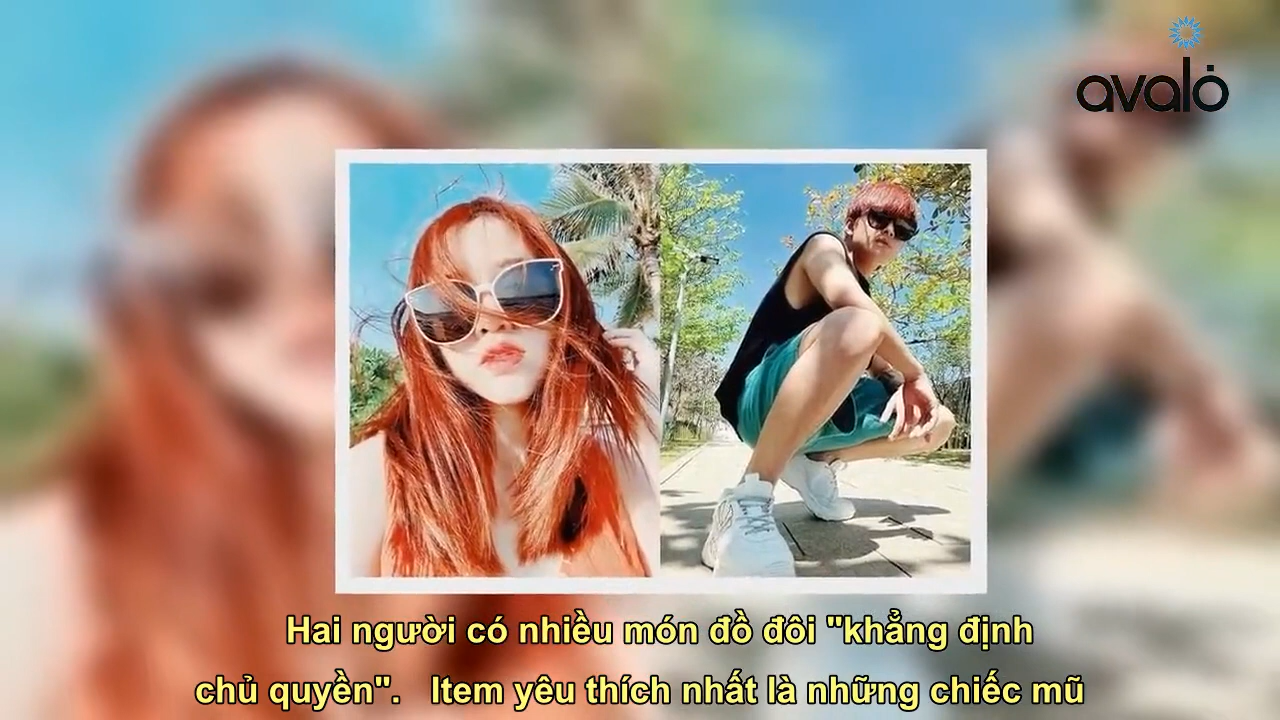 avalo
Hai người có nhiều món đồ đôi "khẳng định
chủ quyền". Item yêu thích nhất là những chiếc mũ